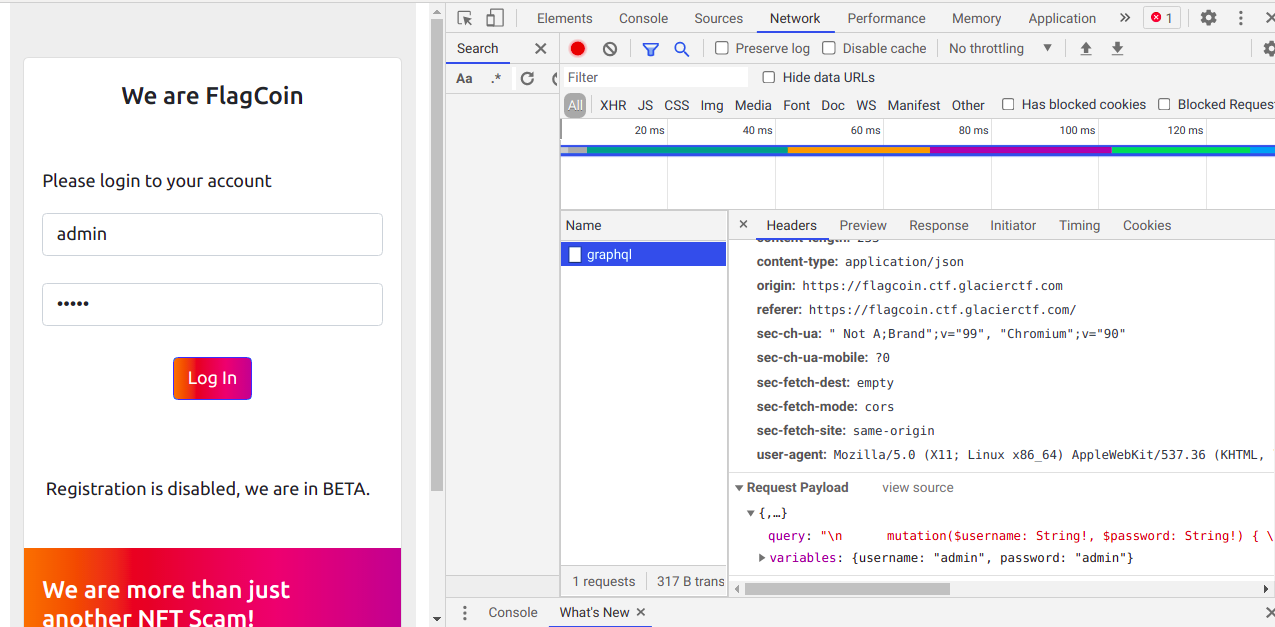 We are FlagCoin
Please login to your account
admin
•••••
Log In
Registration is disabled, we are in BETA.
We are more than just
another NFT Scam!
Elements Console Sources Network Performance Memory Application » 1
Search
Aa .*
Preserve log Disable cache No throttling ▼
Filter Hide data URLs
All XHR JS CSS Img Media Font Doc WS Manifest Other Has blocked cookies Blocked Reques
20 ms 40 ms 60 ms 80 ms 100 ms 120 ms
Name
graphql
1 requests 317 B trans
Headers Preview Response Initiator Timing Cookies
content-length:
content-type: application/json
origin: https://flagcoin.ctf.glacierctf.com
referer: https://flagcoin.ctf.glacierctf.com/
sec-ch-ua: " Not A;Brand";v="99", "Chromium";v="90"
sec-ch-ua-mobile: ?0
sec-fetch-dest: empty
sec-fetch-mode: cors
sec-fetch-site: same-origin
user-agent: Mozilla/5.0 (X11; Linux x86_64) AppleWebKit/537.36 (KHTML,
▼Request Payload view source
▼{,…}
query: "\n mutation($username: String!, $password: String!) { \
▶variables: {username: "admin", password: "admin"}
Console What's New